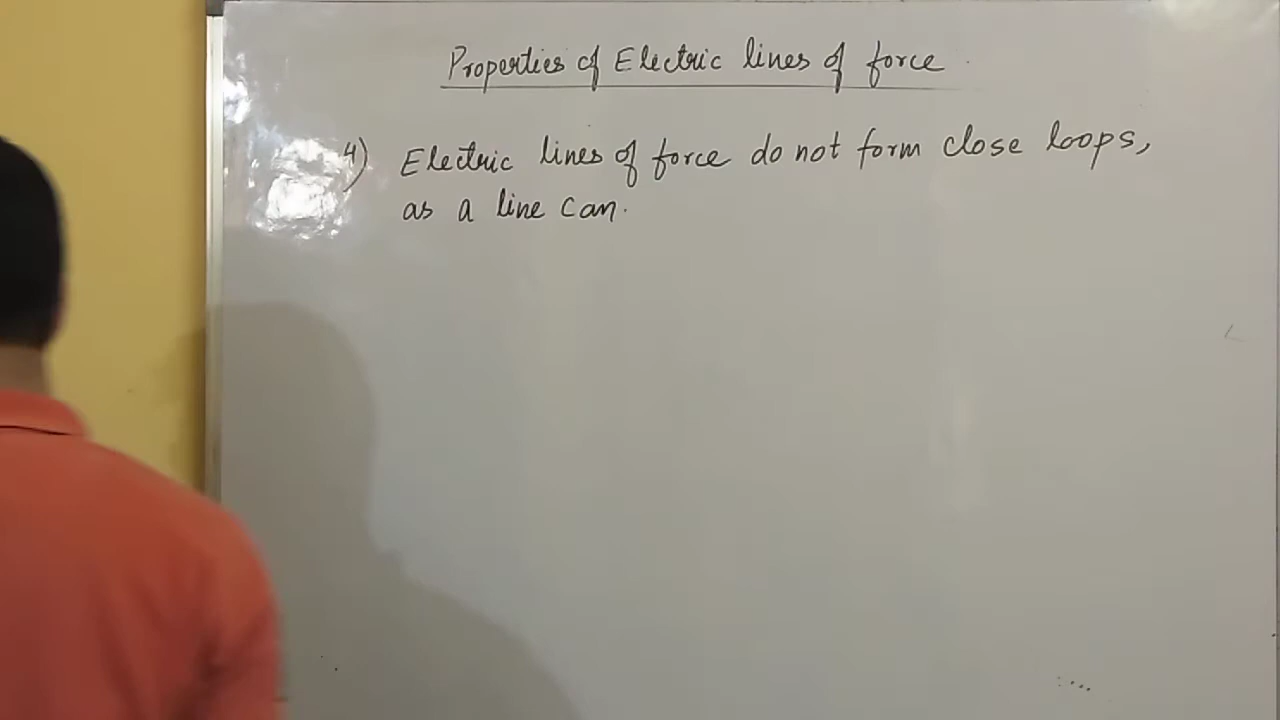 Properties of Electric lines of force
4) Electric lines of force do not form close loops,
as a line can.